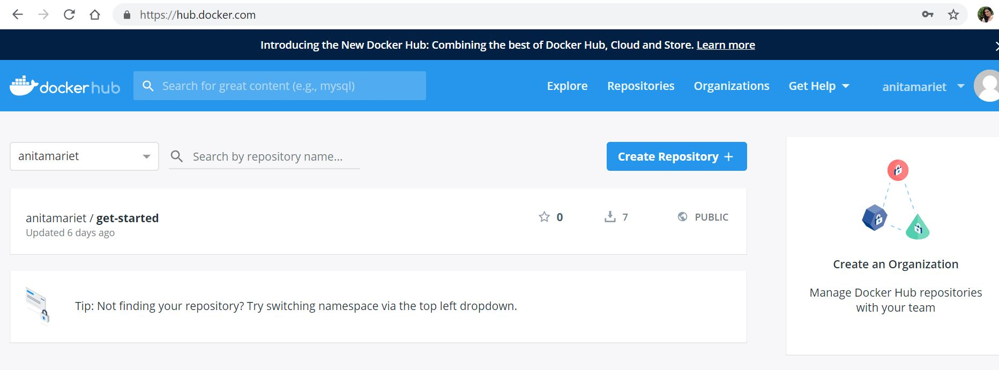 https://hub.docker.com
Introducing the New Docker Hub: Combining the best of Docker Hub, Cloud and Store. Learn more
docker hub
Search for great content (e.g., mysql)
Explore
Repositories
Organizations
Get Help
anitamariet
anitamariet
Search by repository name...
Create Repository +
anitamariet / get-started
Updated 6 days ago
0
7
PUBLIC
Tip: Not finding your repository? Try switching namespace via the top left dropdown.
Create an Organization
Manage Docker Hub repositories
with your team